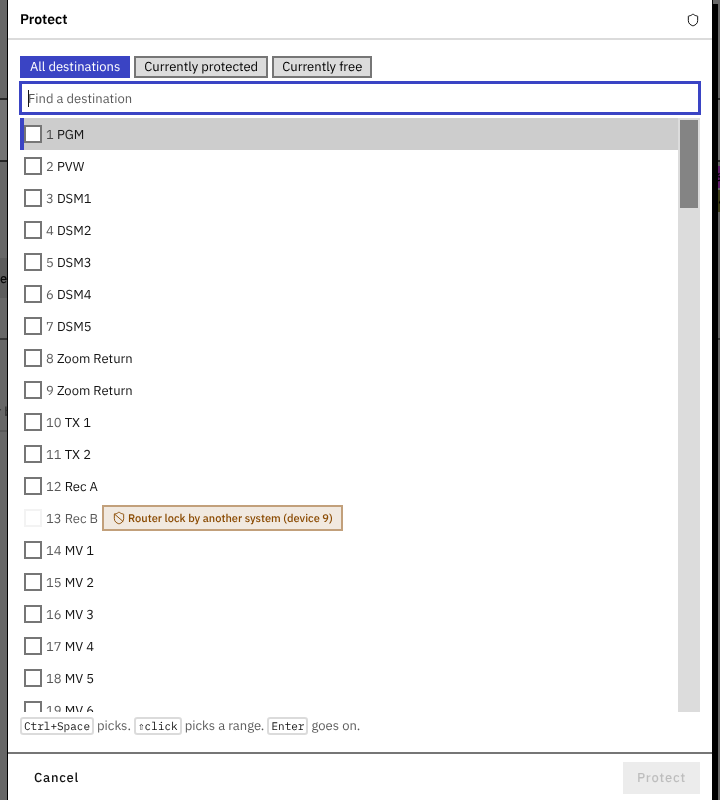 Protect
All destinations Currently protected Currently free
Find a destination
1 PGM
2 PVW
3 DSM1
4 DSM2
5 DSM3
6 DSM4
7 DSM5
8 Zoom Return
9 Zoom Return
10 TX 1
11 TX 2
12 Rec A
13 Rec B Router lock by another system (device 9)
14 MV 1
15 MV 2
16 MV 3
17 MV 4
18 MV 5
19 MV 6
Ctrl+Space picks. ⇧click picks a range. Enter goes on.
Cancel Protect